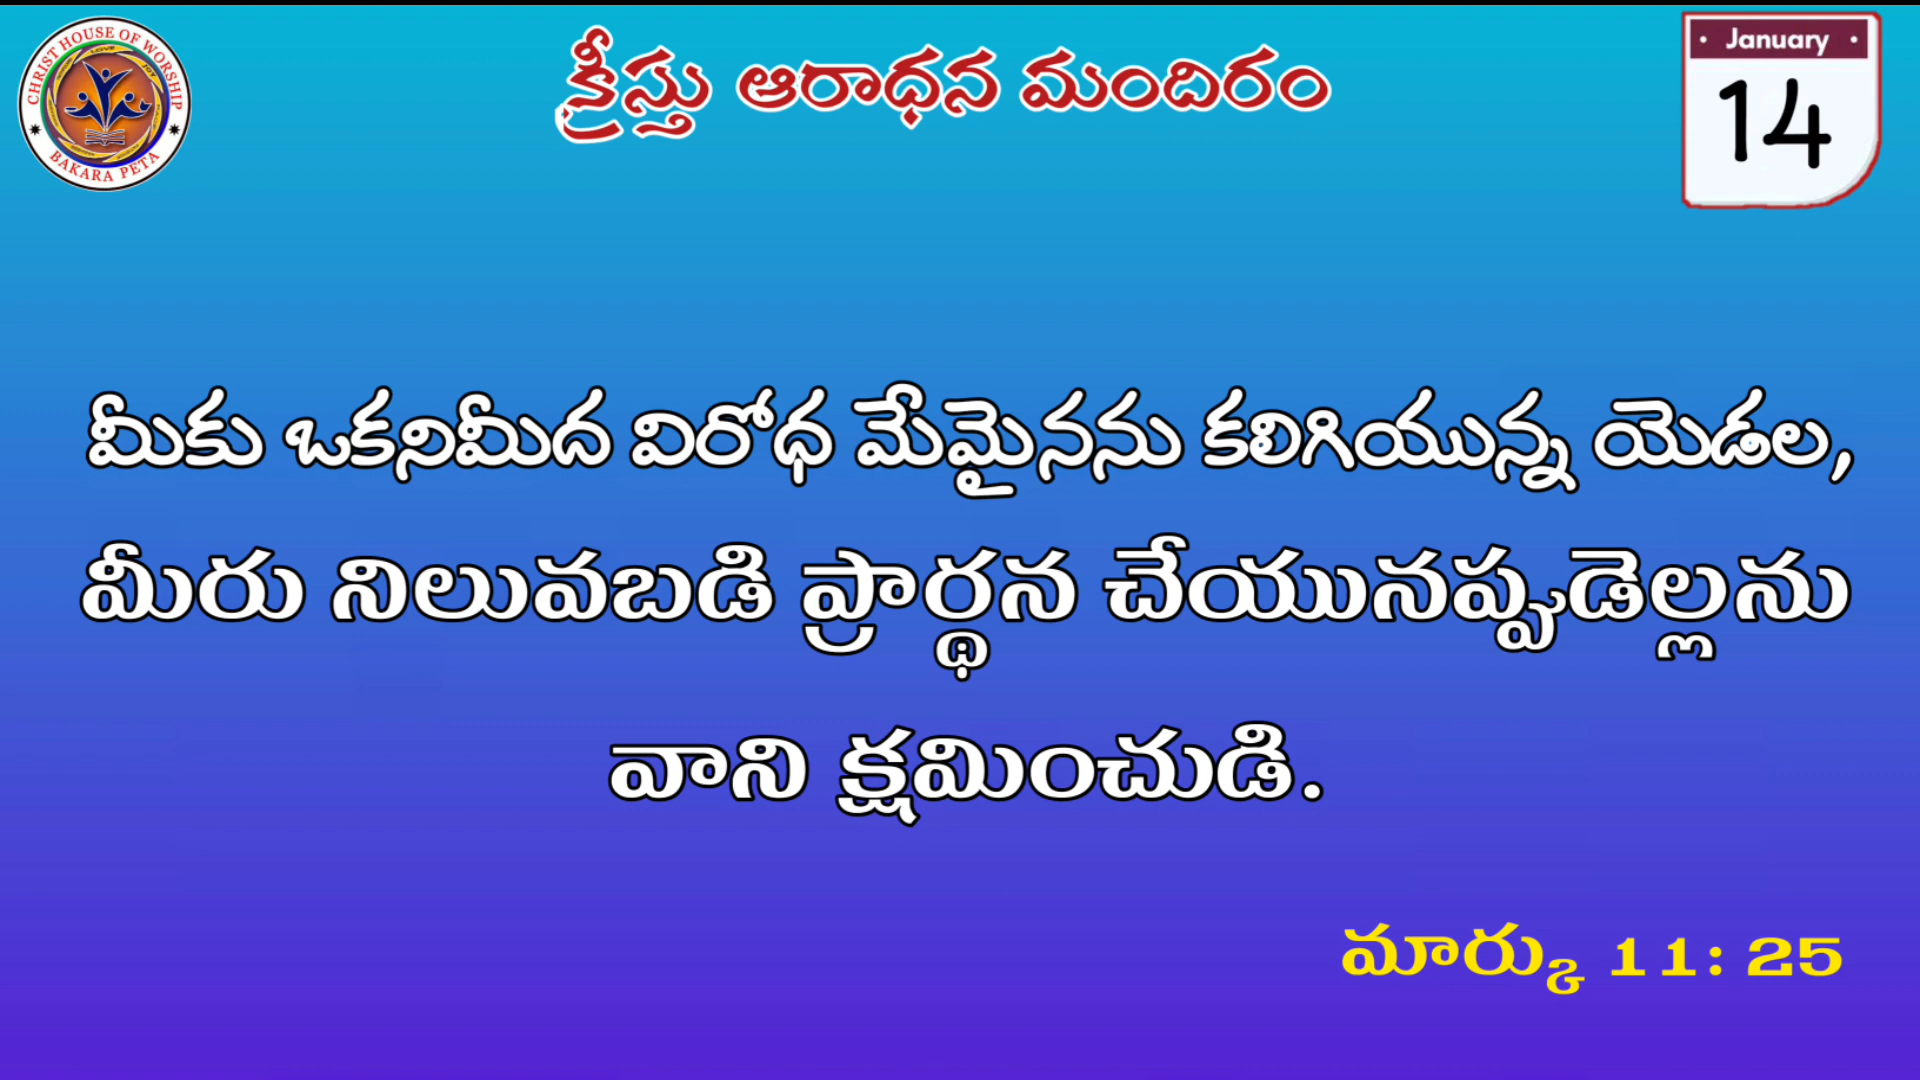 CHRIST HOUSE OF WORSHIP
BAKARA PETA
క్రీస్తు ఆరాధన మందిరం
January
14
మీకు ఒకనిమీద విరోధ మేమైనను కలిగియున్న యెడల,
మీరు నిలువబడి ప్రార్థన చేయునప్పుడెల్లను
వాని క్షమించుడి.
మార్కు 11: 25